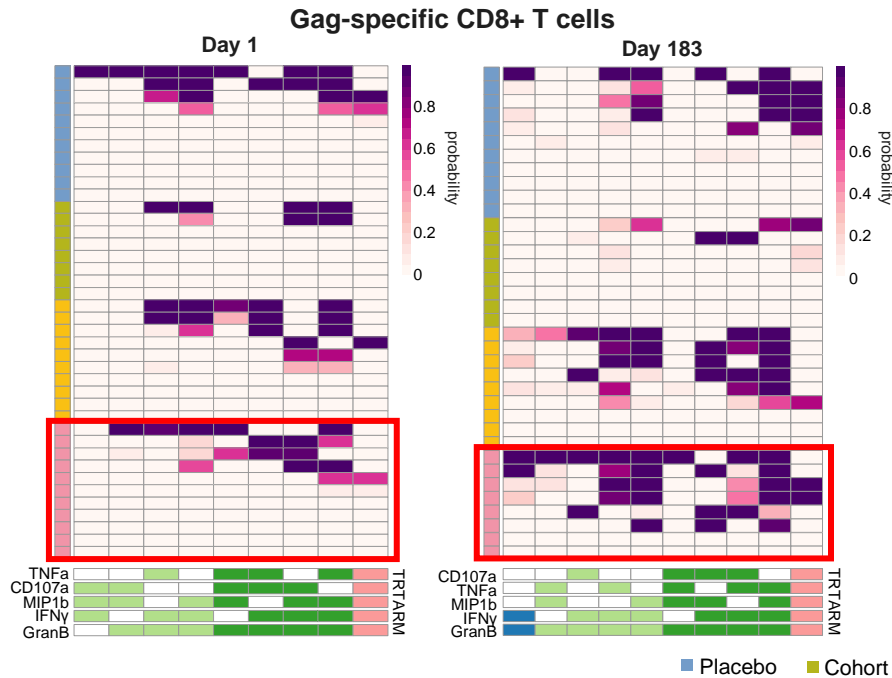 Gag-specific CD8+ T cells
Day 1
Day 183
0.8
0.6
0.4
0.2
0
probability
0.8
0.6
0.4
0.2
0
probability
TNFa
CD107a
MIP1b
IFNγ
GranB
TRTARM
CD107a
TNFa
MIP1b
IFNγ
GranB
TRTARM
Placebo
Cohort